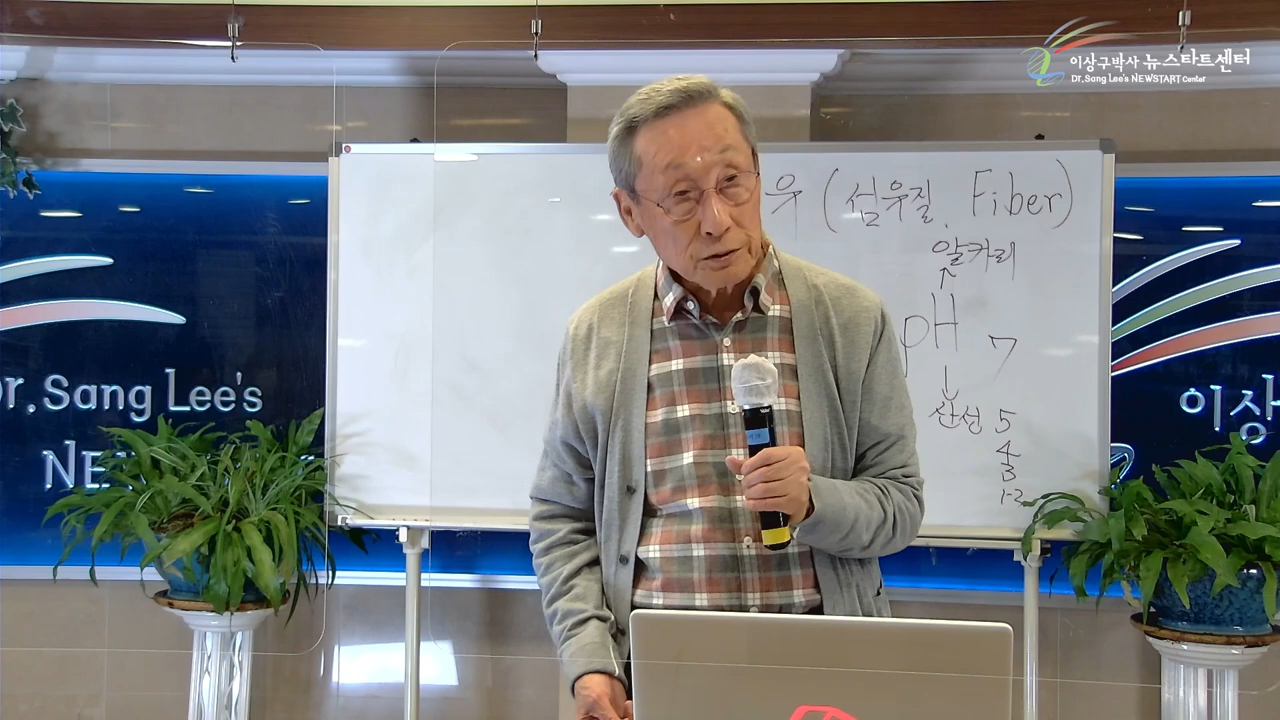 이상구박사 뉴스타트센터
Dr. Sang Lee's NEWSTART Center
유 (섬유질, Fiber)
알카리
↑
pH 7
↓
산성 5
4
3
1-2
Dr. Sang Lee's
이상